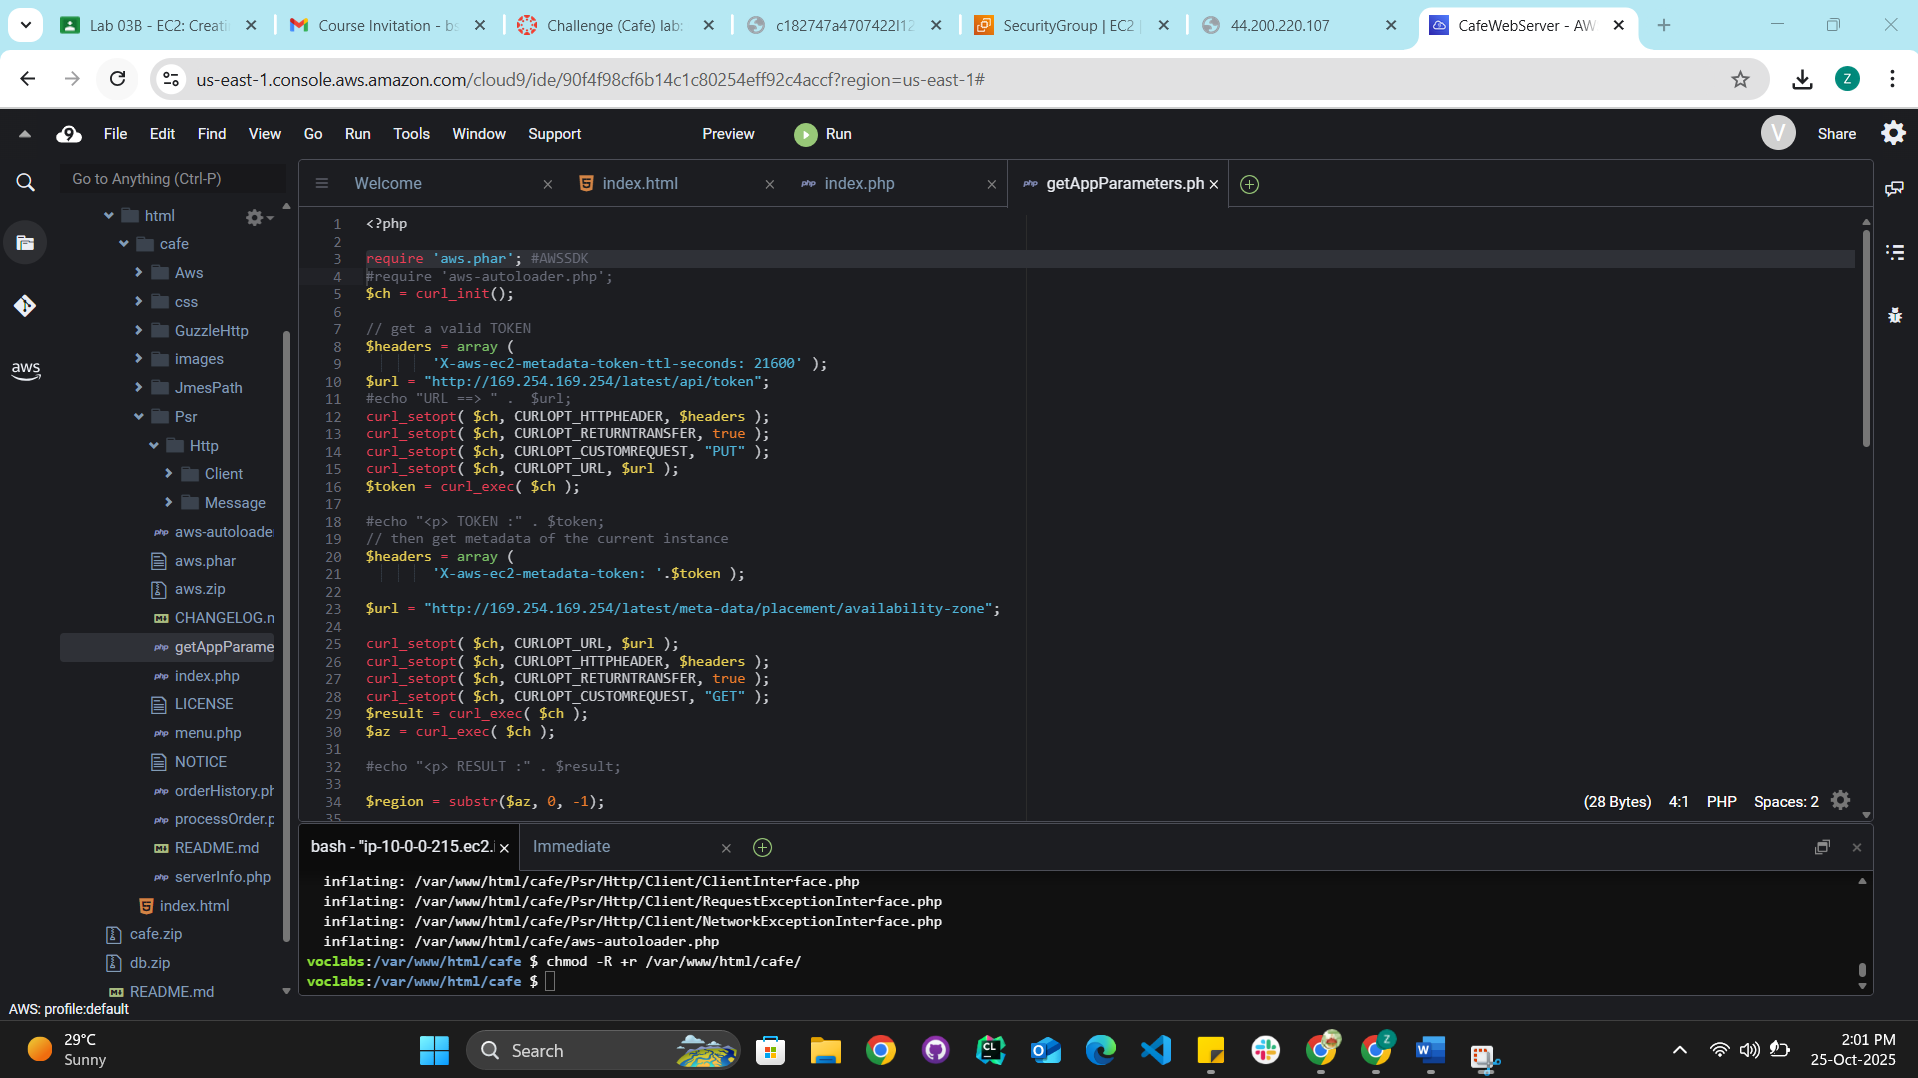 Lab 03B - EC2: Creati
Course Invitation - bs
Challenge (Cafe) lab:
c182747a4707422l12
SecurityGroup | EC2
44.200.220.107
CafeWebServer - AW
us-east-1.console.aws.amazon.com/cloud9/ide/90f4f98cf6b14c1c80254eff92c4accf?region=us-east-1#
Z
9 File Edit Find View Go Run Tools Window Support Preview Run V Share
Go to Anything (Ctrl-P)
Welcome index.html index.php getAppParameters.ph
html
cafe
Aws
css
GuzzleHttp
images
JmesPath
Psr
Http
Client
Message
php aws-autoloade
aws.phar
aws.zip
CHANGELOG.m
php getAppParame
php index.php
LICENSE
php menu.php
NOTICE
php orderHistory.ph
php processOrder.p
README.md
php serverInfo.php
index.html
cafe.zip
db.zip
README.md
aws
1 <?php
2
3 require 'aws.phar'; #AWSSDK
4 #require 'aws-autoloader.php';
5 $ch = curl_init();
6
7 // get a valid TOKEN
8 $headers = array (
9 'X-aws-ec2-metadata-token-ttl-seconds: 21600' );
10 $url = "http://169.254.169.254/latest/api/token";
11 #echo "URL ==> " .  $url;
12 curl_setopt( $ch, CURLOPT_HTTPHEADER, $headers );
13 curl_setopt( $ch, CURLOPT_RETURNTRANSFER, true );
14 curl_setopt( $ch, CURLOPT_CUSTOMREQUEST, "PUT" );
15 curl_setopt( $ch, CURLOPT_URL, $url );
16 $token = curl_exec( $ch );
17
18 #echo "<p> TOKEN :" . $token;
19 // then get metadata of the current instance
20 $headers = array (
21 'X-aws-ec2-metadata-token: '.$token );
22
23 $url = "http://169.254.169.254/latest/meta-data/placement/availability-zone";
24
25 curl_setopt( $ch, CURLOPT_URL, $url );
26 curl_setopt( $ch, CURLOPT_HTTPHEADER, $headers );
27 curl_setopt( $ch, CURLOPT_RETURNTRANSFER, true );
28 curl_setopt( $ch, CURLOPT_CUSTOMREQUEST, "GET" );
29 $result = curl_exec( $ch );
30 $az = curl_exec( $ch );
31
32 #echo "<p> RESULT :" . $result;
33
34 $region = substr($az, 0, -1);
35
(28 Bytes) 4:1 PHP Spaces: 2
bash - "ip-10-0-0-215.ec2.i Immediate
inflating: /var/www/html/cafe/Psr/Http/Client/ClientInterface.php
inflating: /var/www/html/cafe/Psr/Http/Client/RequestExceptionInterface.php
inflating: /var/www/html/cafe/Psr/Http/Client/NetworkExceptionInterface.php
inflating: /var/www/html/cafe/aws-autoloader.php
voclabs:/var/www/html/cafe $ chmod -R +r /var/www/html/cafe/
voclabs:/var/www/html/cafe $
AWS: profile:default
29°C
Sunny
Search
2:01 PM
25-Oct-2025